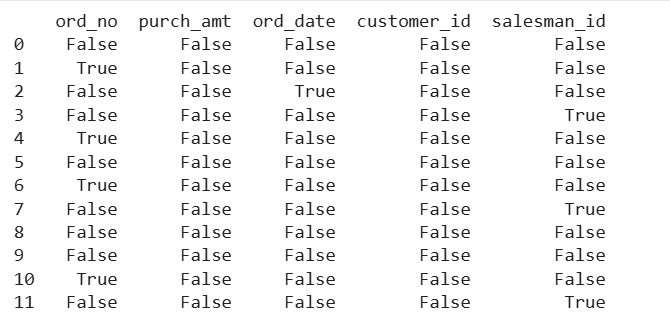 ord_no purch_amt ord_date customer_id salesman_id
0 False False False False False
1 True False False False False
2 False False True False False
3 False False False False True
4 True False False False False
5 False False False False False
6 True False False False False
7 False False False False True
8 False False False False False
9 False False False False False
10 True False False False False
11 False False False False True